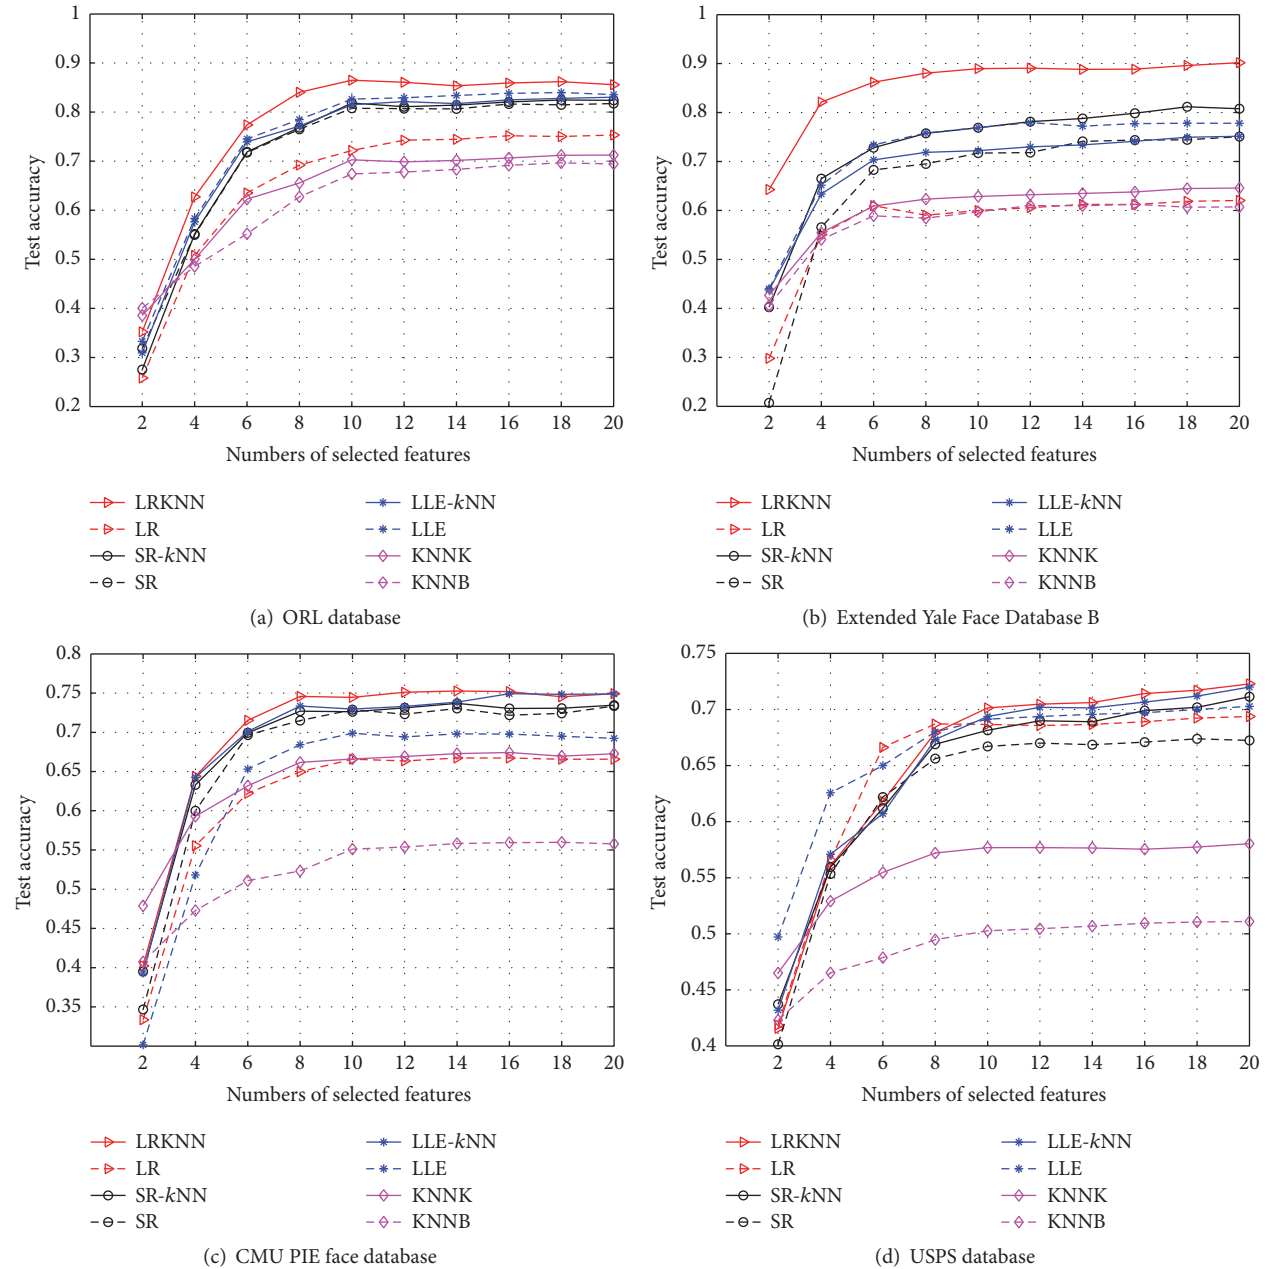 1
0.9
0.8
0.7
0.6
0.5
0.4
0.3
0.2
Test accuracy
2 4 6 8 10 12 14 16 18 20
Numbers of selected features
LRKNN
LR
SR-kNN
SR
LLE-kNN
LLE
KNNK
KNNB
(a) ORL database
1
0.9
0.8
0.7
0.6
0.5
0.4
0.3
0.2
Test accuracy
2 4 6 8 10 12 14 16 18 20
Numbers of selected features
LRKNN
LR
SR-kNN
SR
LLE-kNN
LLE
KNNK
KNNB
(b) Extended Yale Face Database B
0.8
0.75
0.7
0.65
0.6
0.55
0.5
0.45
0.4
0.35
Test accuracy
2 4 6 8 10 12 14 16 18 20
Numbers of selected features
LRKNN
LR
SR-kNN
SR
LLE-kNN
LLE
KNNK
KNNB
(c) CMU PIE face database
0.75
0.7
0.65
0.6
0.55
0.5
0.45
0.4
Test accuracy
2 4 6 8 10 12 14 16 18 20
Numbers of selected features
LRKNN
LR
SR-kNN
SR
LLE-kNN
LLE
KNNK
KNNB
(d) USPS database